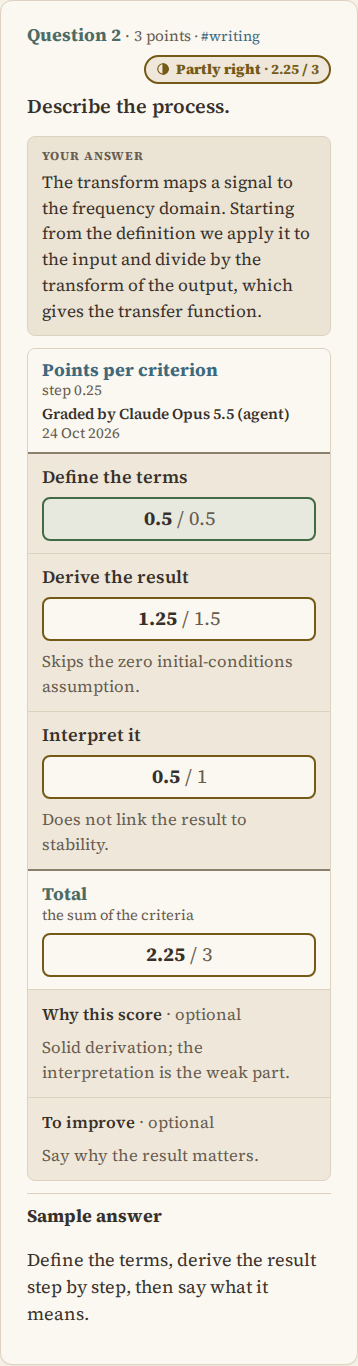 Question 2 · 3 points · #writing
Partly right · 2.25 / 3
Describe the process.
YOUR ANSWER
The transform maps a signal to
the frequency domain. Starting
from the definition we apply it to
the input and divide by the
transform of the output, which
gives the transfer function.
Points per criterion
step 0.25
Graded by Claude Opus 5.5 (agent)
24 Oct 2026
Define the terms
0.5 / 0.5
Derive the result
1.25 / 1.5
Skips the zero initial-conditions
assumption.
Interpret it
0.5 / 1
Does not link the result to
stability.
Total
the sum of the criteria
2.25 / 3
Why this score · optional
Solid derivation; the
interpretation is the weak part.
To improve · optional
Say why the result matters.
Sample answer
Define the terms, derive the result
step by step, then say what it
means.